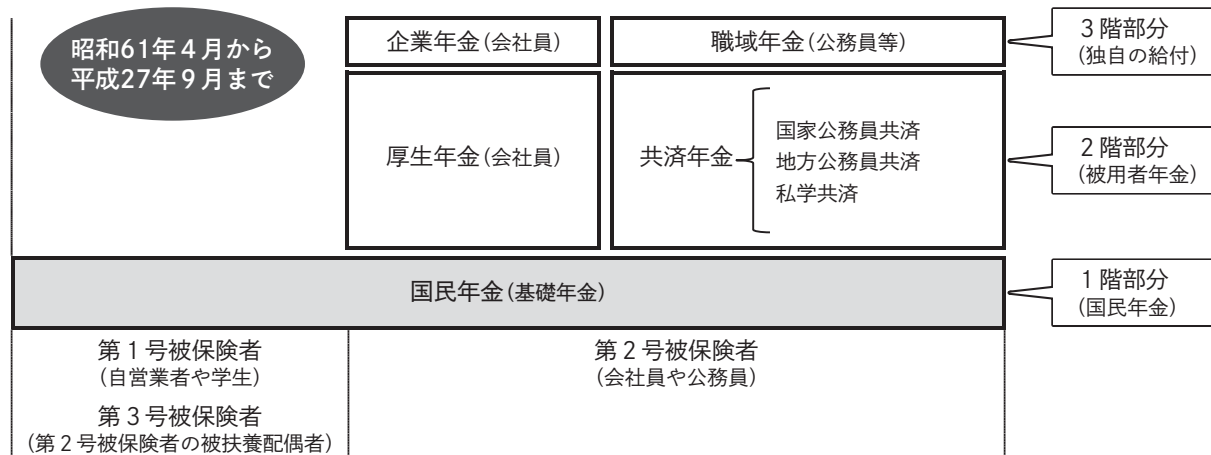 昭和61年4月から
平成27年9月まで
企業年金(会社員)
職域年金(公務員等)
3階部分
(独自の給付)
厚生年金(会社員)
共済年金
国家公務員共済
地方公務員共済
私学共済
2階部分
(被用者年金)
国民年金(基礎年金)
1階部分
(国民年金)
第1号被保険者
(自営業者や学生)
第3号被保険者
(第2号被保険者の被扶養配偶者)
第2号被保険者
(会社員や公務員)